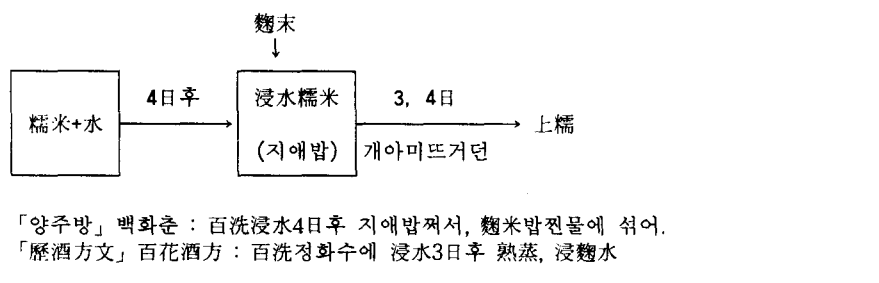 麴末
↓
4日후
3, 4日
糯米+水
浸水糯米
(지애밥)
上糯
개아미뜨거던
「양주방」백화춘 : 百洗浸水4日후 지애밥쪄서, 麴米밥찐물에 섞어.
「歷酒方文」百花酒方 : 百洗정화수에 浸水3日후 熟蒸, 浸麴水